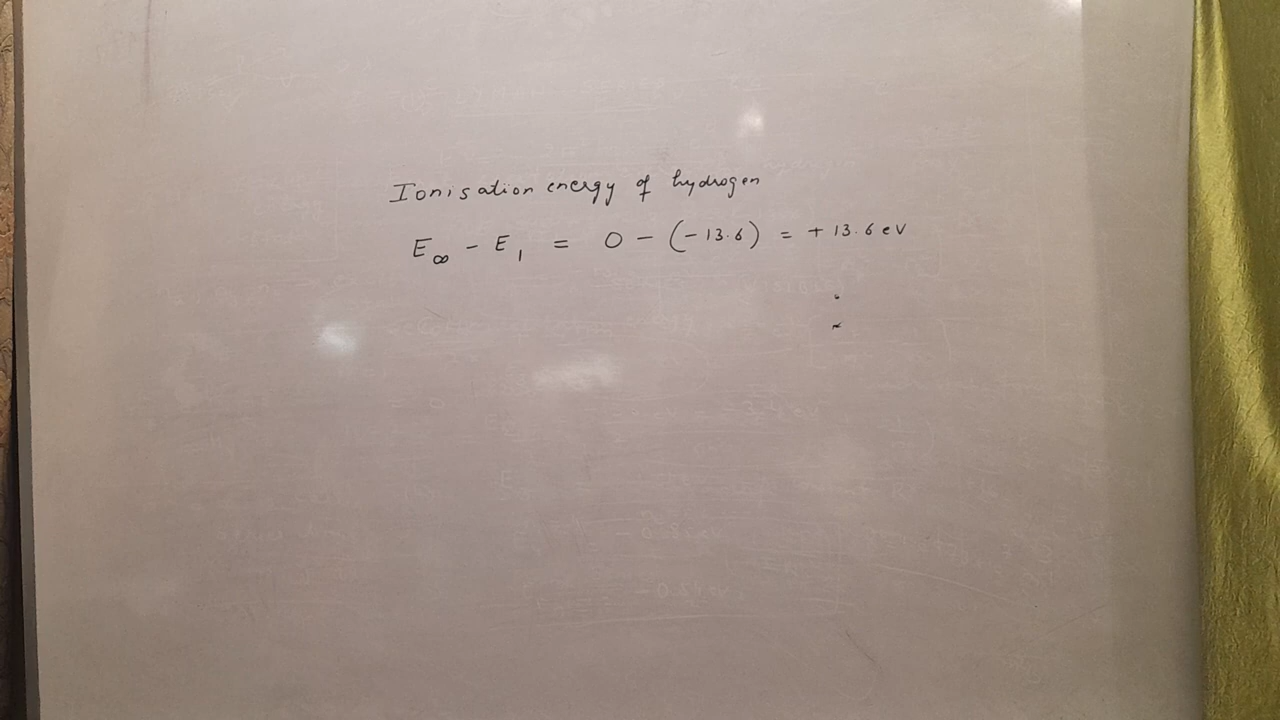 Ionisation energy of hydrogen
E∞ - E₁ = 0 - (-13.6) = +13.6 eV